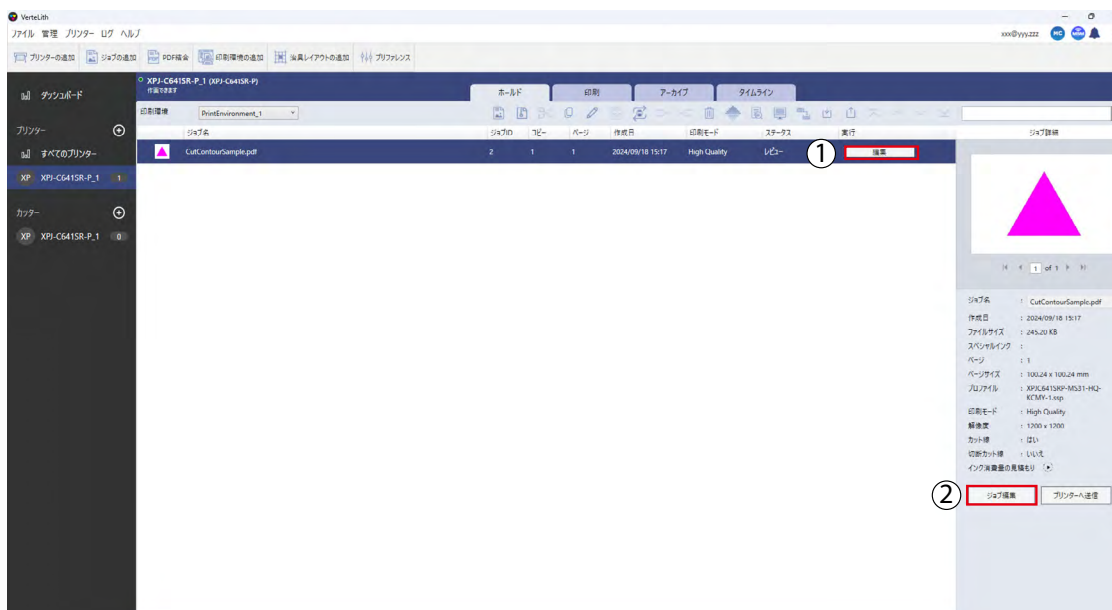 VerteLith
ファイル 管理 プリンター ログ ヘルプ
xxx@yyy.zzz MC MINI
プリンターの追加 ジョブの追加 PDF結合 印刷環境の追加 治具レイアウトの追加 プリファレンス
ダッシュボード
プリンター
すべてのプリンター
XP XPJ-C641SR-P_1 1
カッター
XP XPJ-C641SR-P_1 0
XPJ-C641SR-P_1 (XPJ-C641SR-P)
作画できます
ホールド 印刷 アーカイブ タイムライン
印刷環境 PrintEnvironment_1
ジョブ名 ジョブID コピー ページ 作成日 印刷モード ステータス 実行
CutContourSample.pdf 2 1 1 2024/09/18 15:17 High Quality レビュー ① 編集
ジョブ詳細
1 of 1
ジョブ名 : CutContourSample.pdf
作成日 : 2024/09/18 15:17
ファイルサイズ : 245.20 KB
スペシャルインク :
ページ : 1
ページサイズ : 100.24 x 100.24 mm
プロファイル : XPJC641SRP-MS31-HQ-
KCMY-1.ssp
印刷モード : High Quality
解像度 : 1200 x 1200
カット線 : はい
切断カット線 : いいえ
インク消費量の見積もり
② ジョブ編集 プリンターへ送信